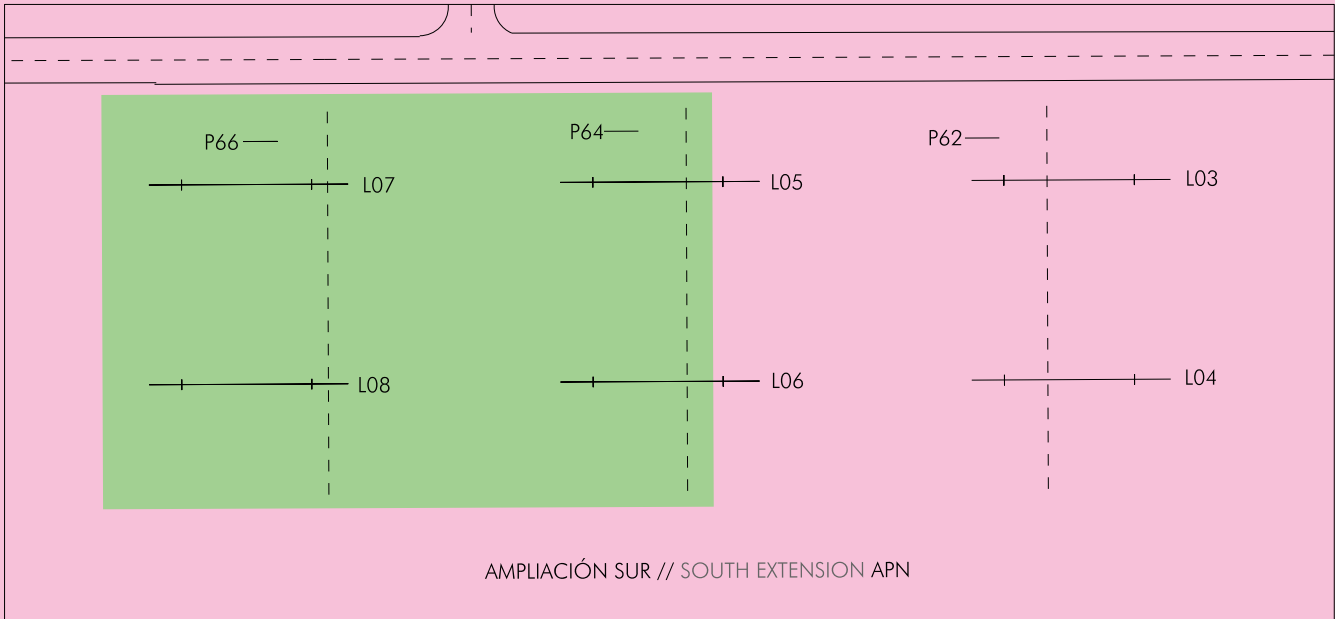 P66
P64
P62
L07
L05
L03
L08
L06
L04
AMPLIACIÓN SUR // SOUTH EXTENSION APN